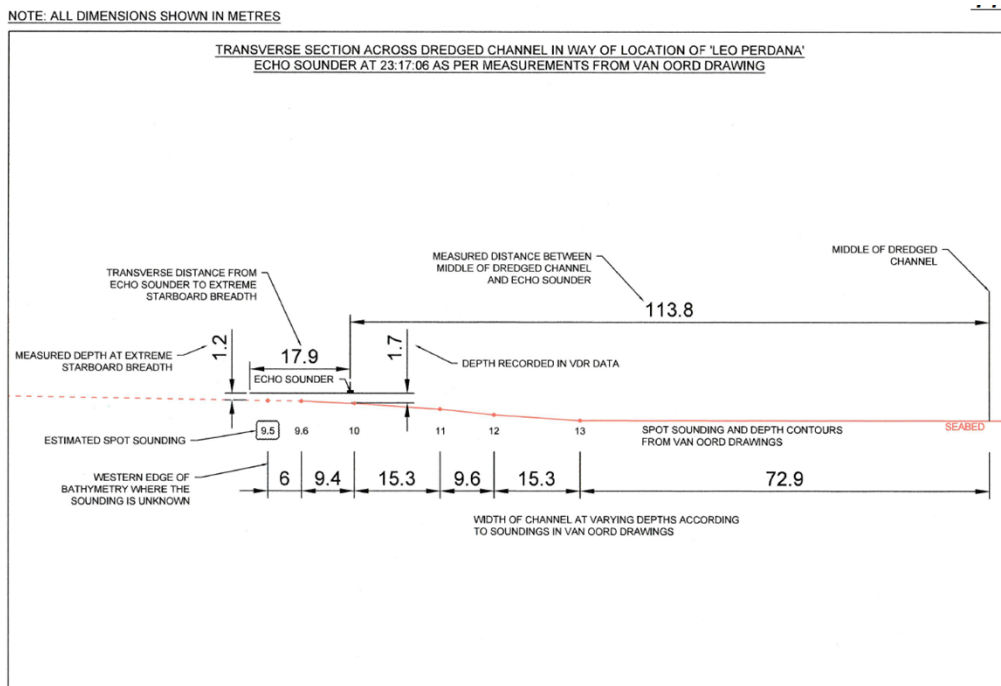 NOTE: ALL DIMENSIONS SHOWN IN METRES
TRANSVERSE SECTION ACROSS DREDGED CHANNEL IN WAY OF LOCATION OF 'LEO PERDANA'
ECHO SOUNDER AT 23:17:06 AS PER MEASUREMENTS FROM VAN OORD DRAWING
MEASURED DISTANCE BETWEEN
MIDDLE OF DREDGED CHANNEL
AND ECHO SOUNDER
MIDDLE OF DREDGED
CHANNEL
TRANSVERSE DISTANCE FROM
ECHO SOUNDER TO EXTREME
STARBOARD BREADTH
113.8
MEASURED DEPTH AT EXTREME
STARBOARD BREADTH
1.2
17.9
1.7
DEPTH RECORDED IN VDR DATA
ECHO SOUNDER
ESTIMATED SPOT SOUNDING
9.5
9.6
10
11
12
13
SPOT SOUNDING AND DEPTH CONTOURS
FROM VAN OORD DRAWINGS
SEABED
WESTERN EDGE OF
BATHYMETRY WHERE THE
SOUNDING IS UNKNOWN
6
9.4
15.3
9.6
15.3
72.9
WIDTH OF CHANNEL AT VARYING DEPTHS ACCORDING
TO SOUNDINGS IN VAN OORD DRAWINGS